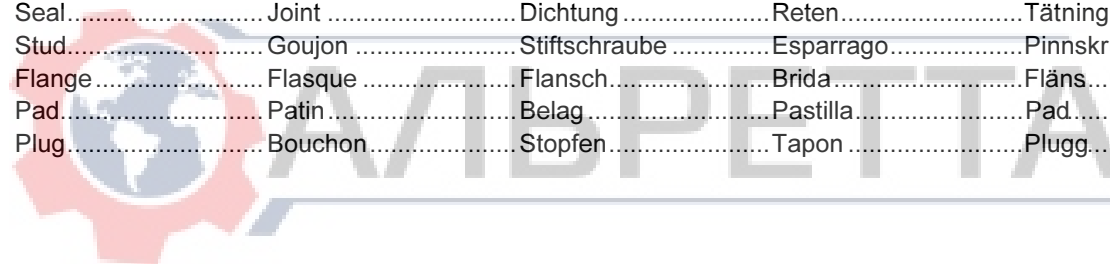 Seal............................Joint............................Dichtung......................Reten...........................Tätning
Stud............................Goujon........................Stiftschraube...............Esparrago...................Pinnskr
Flange........................Flasque.......................Flansch........................Brida............................Fläns...
Pad.............................Patin............................Belag...........................Pastilla........................Pad......
Plug............................Bouchon......................Stopfen........................Tapon..........................Plugg...
АЛЬРЕТТА